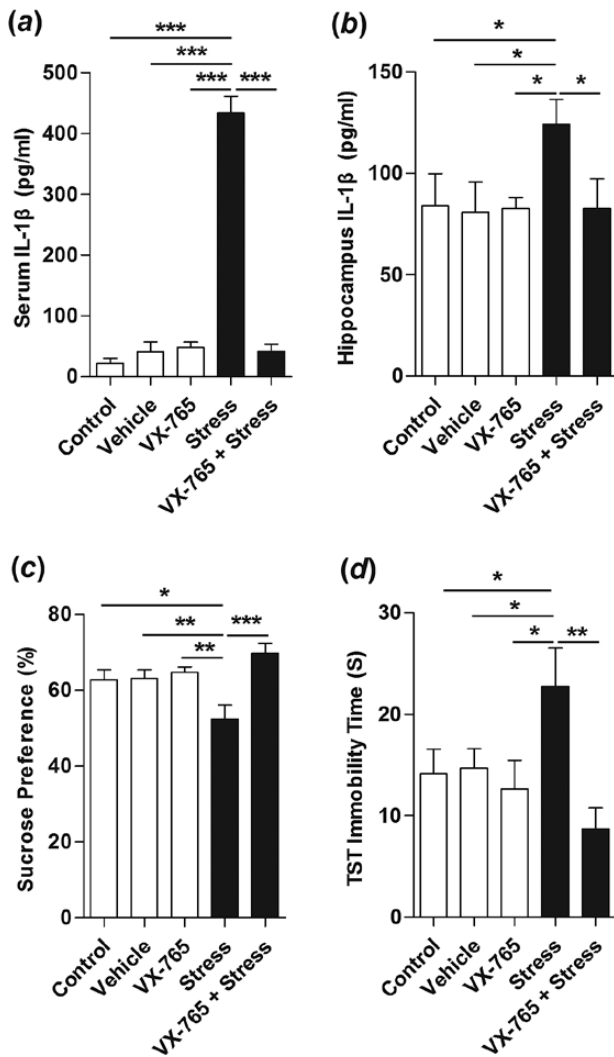 (a)
***
***
*** ***
Serum IL-1β (pg/ml)
500
400
300
200
100
0
Control
Vehicle
VX-765
Stress
VX-765 + Stress
(b)
*
*
* *
Hippocampus IL-1β (pg/ml)
150
100
50
0
Control
Vehicle
VX-765
Stress
VX-765 + Stress
(c)
*
** ***
**
Sucrose Preference (%)
80
60
40
20
0
Control
Vehicle
VX-765
Stress
VX-765 + Stress
(d)
*
*
* **
TST Immobility Time (S)
30
20
10
0
Control
Vehicle
VX-765
Stress
VX-765 + Stress